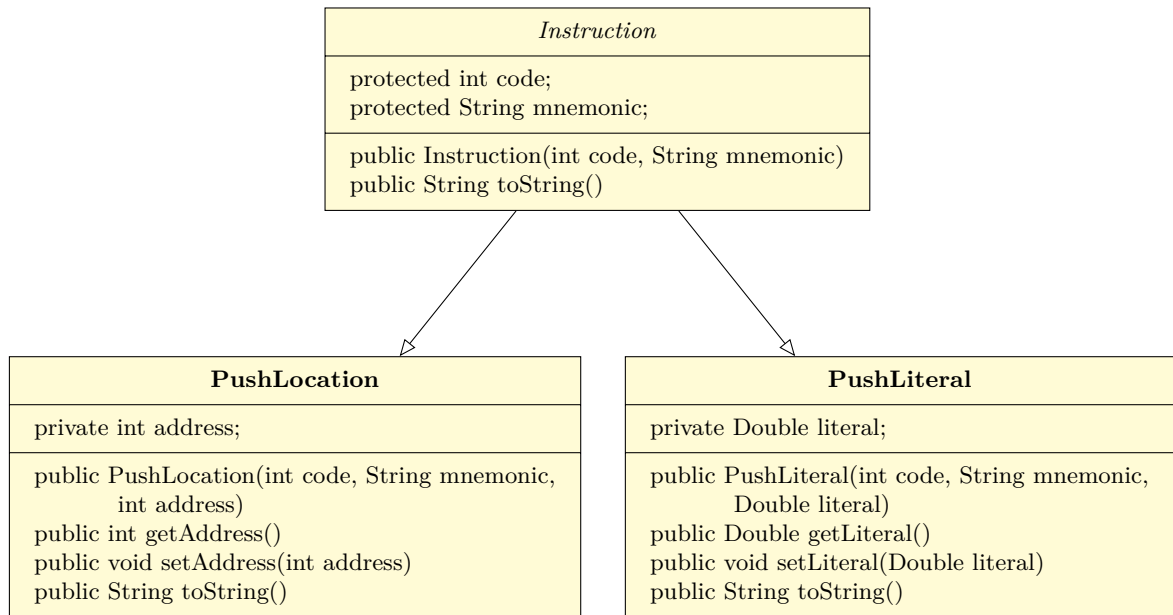 Instruction
protected int code;
protected String mnemonic;
public Instruction(int code, String mnemonic)
public String toString()
PushLocation
private int address;
public PushLocation(int code, String mnemonic,
int address)
public int getAddress()
public void setAddress(int address)
public String toString()
PushLiteral
private Double literal;
public PushLiteral(int code, String mnemonic,
Double literal)
public Double getLiteral()
public void setLiteral(Double literal)
public String toString()